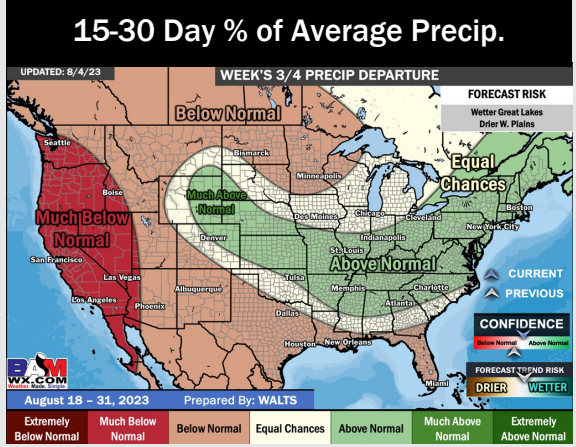 15-30 Day % of Average Precip.
UPDATED: 8/4/23
WEEK'S 3/4 PRECIP DEPARTURE
FORECAST RISK
Wetter Great Lakes
Drier W. Plains
Below Normal
Seattle
Bismarck
Equal
Chances
Minneapolis
Boise
Much Above
Normal
Much Below
Normal
Des Moines
Chicago
Cleveland
Boston
New York City
Denver
Indianapolis
St. Louis
Above Normal
San Francisco
Las Vegas
Tulsa
Memphis
Charlotte
CURRENT
Albuquerque
PREVIOUS
Los Angeles
Phoenix
Atlanta
Dallas
CONFIDENCE
Below Normal
Above Normal
Houston
New Orleans
FORECAST TREND RISK
DRIER
WETTER
Miami
BAM
WX.COM
Weather. Made. Simple.
August 18 – 31, 2023
Prepared By: WALTS
Extremely
Below Normal
Much Below
Normal
Below Normal
Equal Chances
Above Normal
Much Above
Normal
Extremely
Above Normal